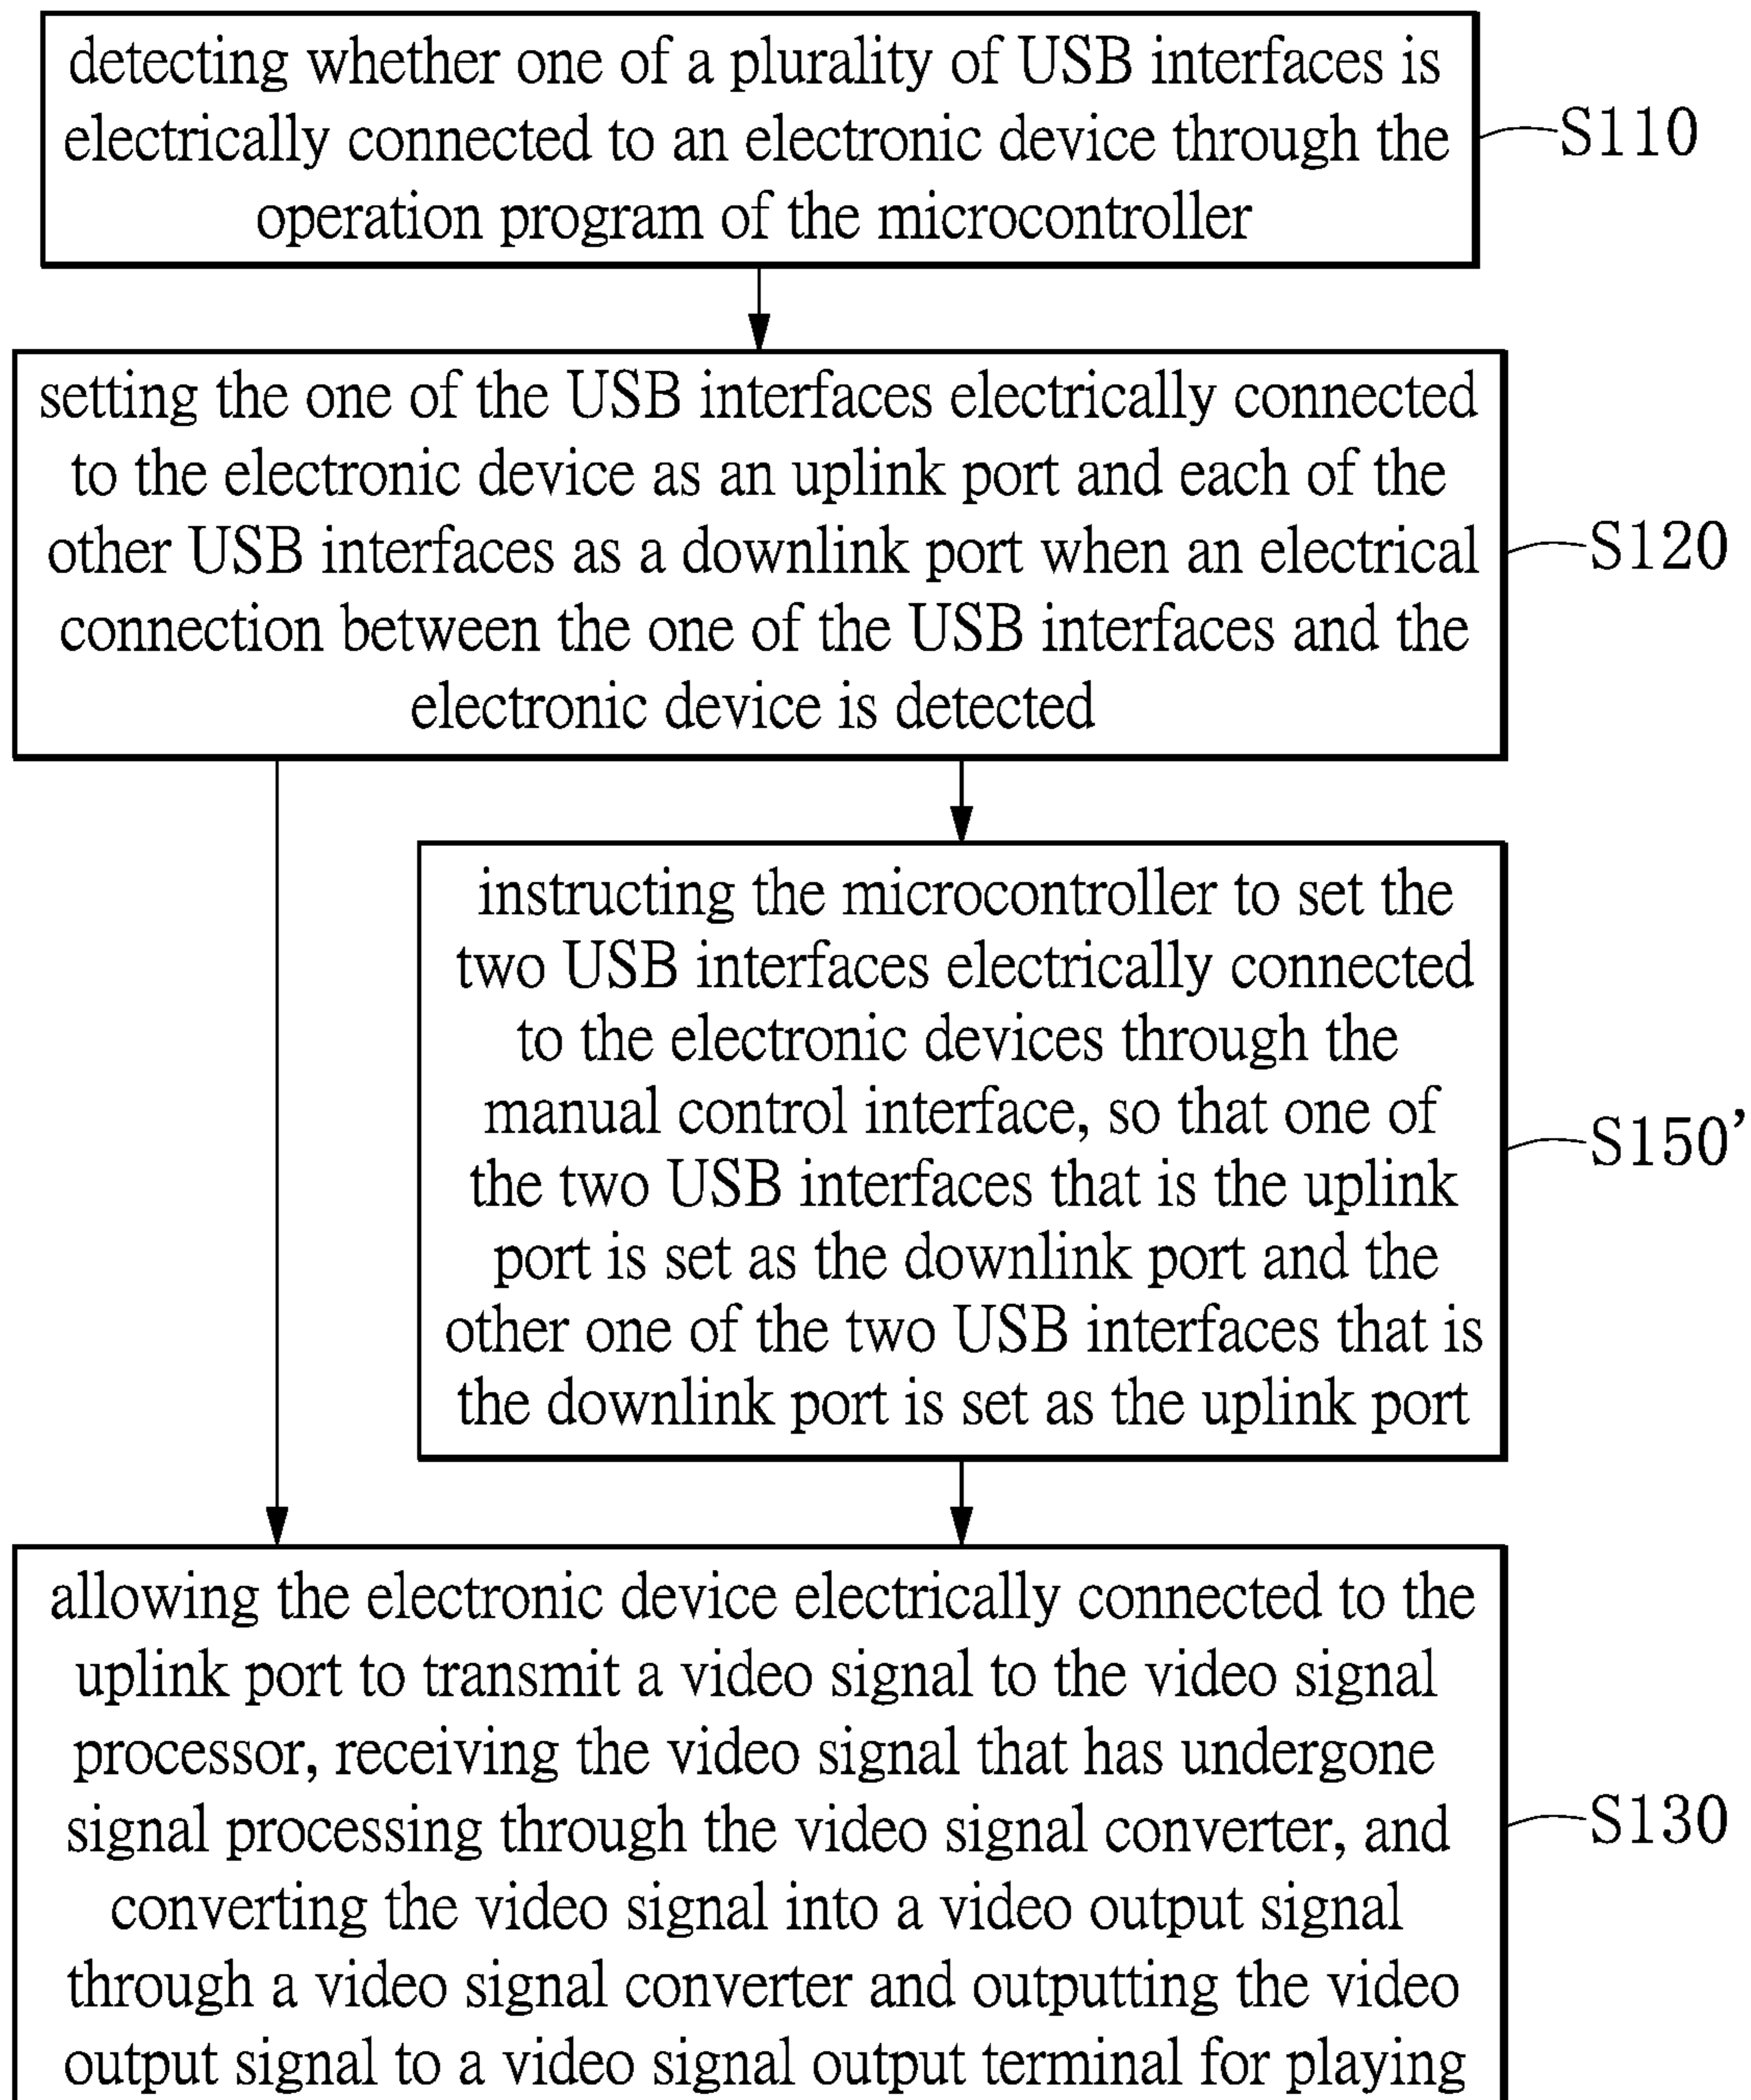 detecting whether one of a plurality of USB interfaces is
electrically connected to an electronic device through the
operation program of the microcontroller
S110
setting the one of the USB interfaces electrically connected
to the electronic device as an uplink port and each of the
other USB interfaces as a downlink port when an electrical
connection between the one of the USB interfaces and the
electronic device is detected
S120
instructing the microcontroller to set the
two USB interfaces electrically connected
to the electronic devices through the
manual control interface, so that one of
the two USB interfaces that is the uplink
port is set as the downlink port and the
other one of the two USB interfaces that is
the downlink port is set as the uplink port
S150’
allowing the electronic device electrically connected to the
uplink port to transmit a video signal to the video signal
processor, receiving the video signal that has undergone
signal processing through the video signal converter, and
converting the video signal into a video output signal
through a video signal converter and outputting the video
output signal to a video signal output terminal for playing
S130